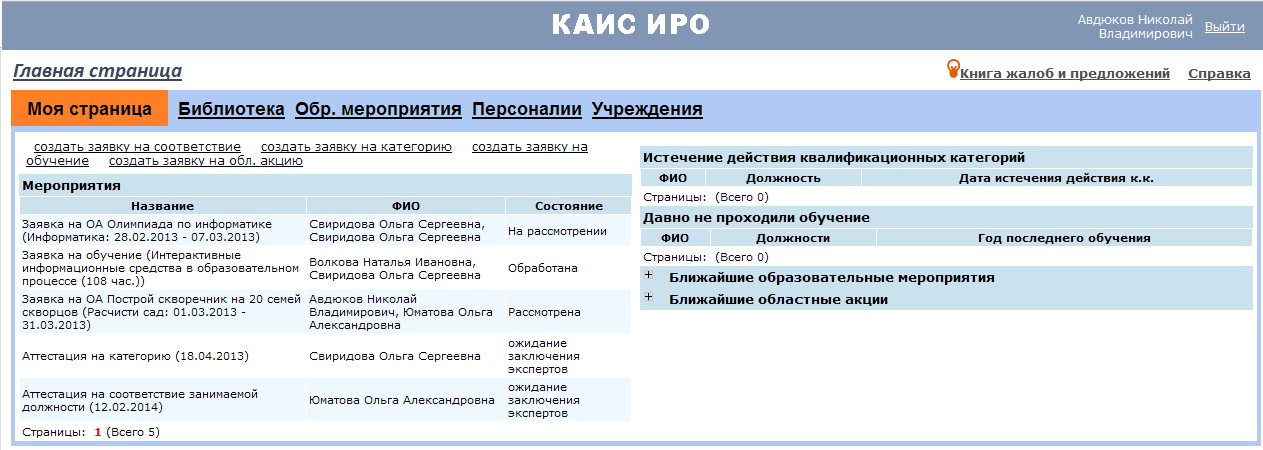 КАИС ИРО
Авдюков Николай
Владимирович
Выйти
Главная страница
Книга жалоб и предложений
Справка
Моя страница
Библиотека
Обр. мероприятия
Персоналии
Учреждения
создать заявку на соответствие создать заявку на категорию создать заявку на
обучение создать заявку на обл. акцию
Мероприятия
Название ФИО Состояние
Заявка на ОА Олимпиада по информатике
(Информатика: 28.02.2013 - 07.03.2013)
Свиридова Ольга Сергеевна,
Свиридова Ольга Сергеевна
На рассмотрении
Заявка на обучение (Интерактивные
информационные средства в образовательном
процессе (108 час.))
Волкова Наталья Ивановна,
Свиридова Ольга Сергеевна
Обработана
Заявка на ОА Построй скворечник на 20 семей
скворцов (Расчисти сад: 01.03.2013 -
31.03.2013)
Авдюков Николай
Владимирович, Юматова Ольга
Александровна
Рассмотрена
Аттестация на категорию (18.04.2013)
Свиридова Ольга Сергеевна
ожидание
заключения
экспертов
Аттестация на соответствие занимаемой
должности (12.02.2014)
Юматова Ольга Александровна
ожидание
заключения
экспертов
Страницы: 1 (Всего 5)
Истечение действия квалификационных категорий
ФИО Должность Дата истечения действия к.к.
Страницы: (Всего 0)
Давно не проходили обучение
ФИО Должности Год последнего обучения
Страницы: (Всего 0)
Ближайшие образовательные мероприятия
Ближайшие областные акции